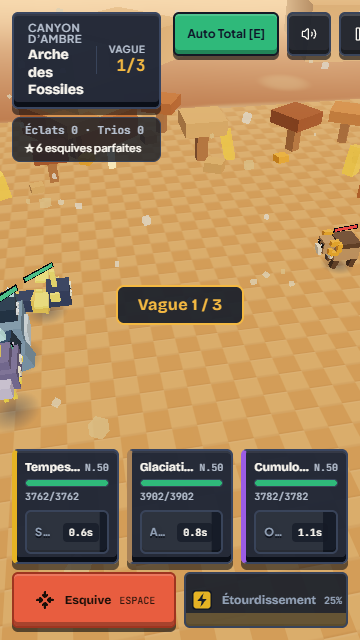 CANYON
D'AMBRE
Arche
des
Fossiles
VAGUE
1/3
Auto Total [E]
Éclats 0 · Trios 0
☆ 6 esquives parfaites
Vague 1 / 3
Tempes... N.50
3762/3762
S... 0.6s
Glaciati... N.50
3902/3902
A... 0.8s
Cumulo... N.50
3782/3782
O... 1.1s
Esquive ESPACE
Étourdissement 25%